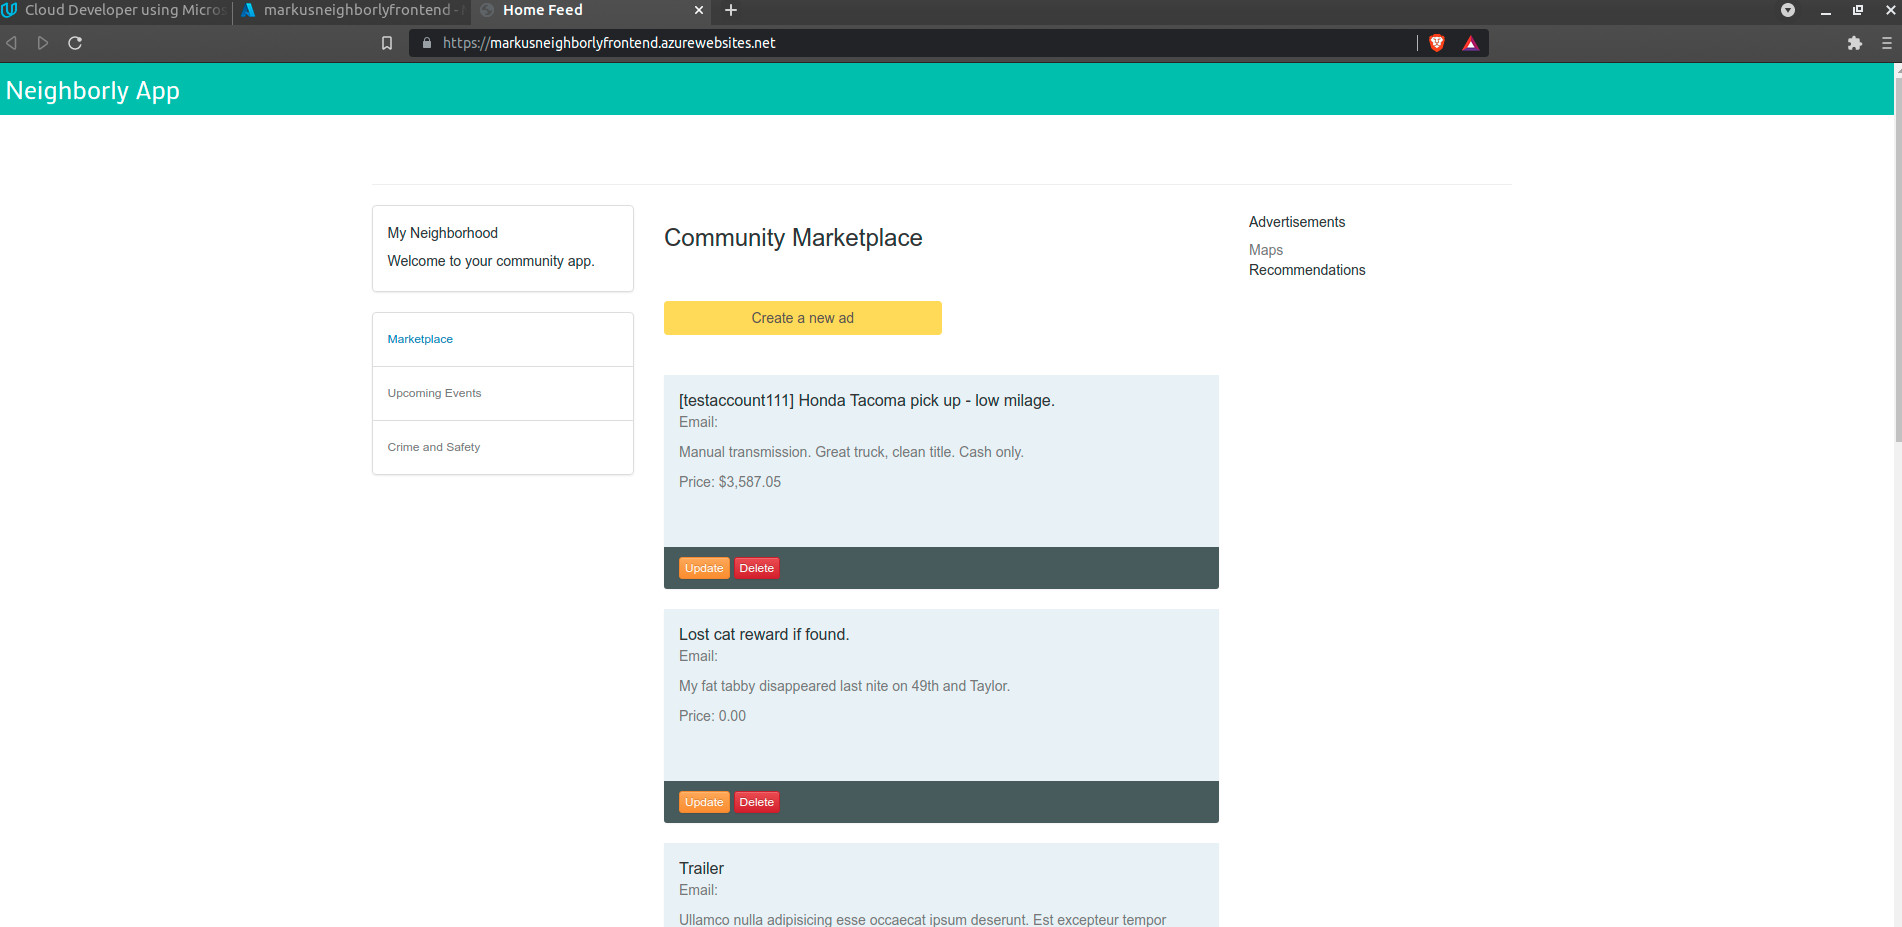 Cloud Developer using Micros
markusneighborlyfrontend -
Home Feed
https://markusneighborlyfrontend.azurewebsites.net
Neighborly App
My Neighborhood
Welcome to your community app.
Marketplace
Upcoming Events
Crime and Safety
Community Marketplace
Create a new ad
[testaccount111] Honda Tacoma pick up - low milage.
Email:
Manual transmission. Great truck, clean title. Cash only.
Price: $3,587.05
Update Delete
Lost cat reward if found.
Email:
My fat tabby disappeared last nite on 49th and Taylor.
Price: 0.00
Update Delete
Trailer
Email:
Ullamco nulla adipisicing esse occaecat ipsum deserunt. Est excepteur tempor
Advertisements
Maps
Recommendations